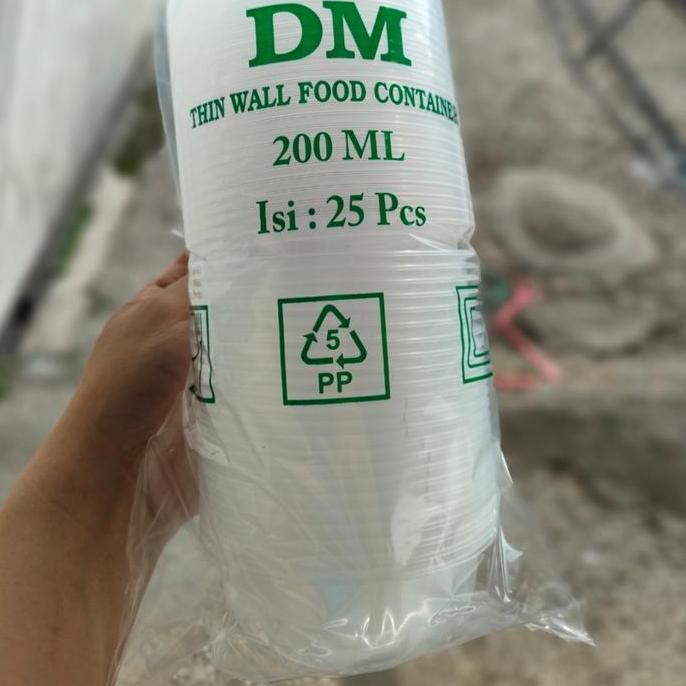 DM
THIN WALL FOOD CONTAINER
200 ML
Isi : 25 Pcs
5
PP